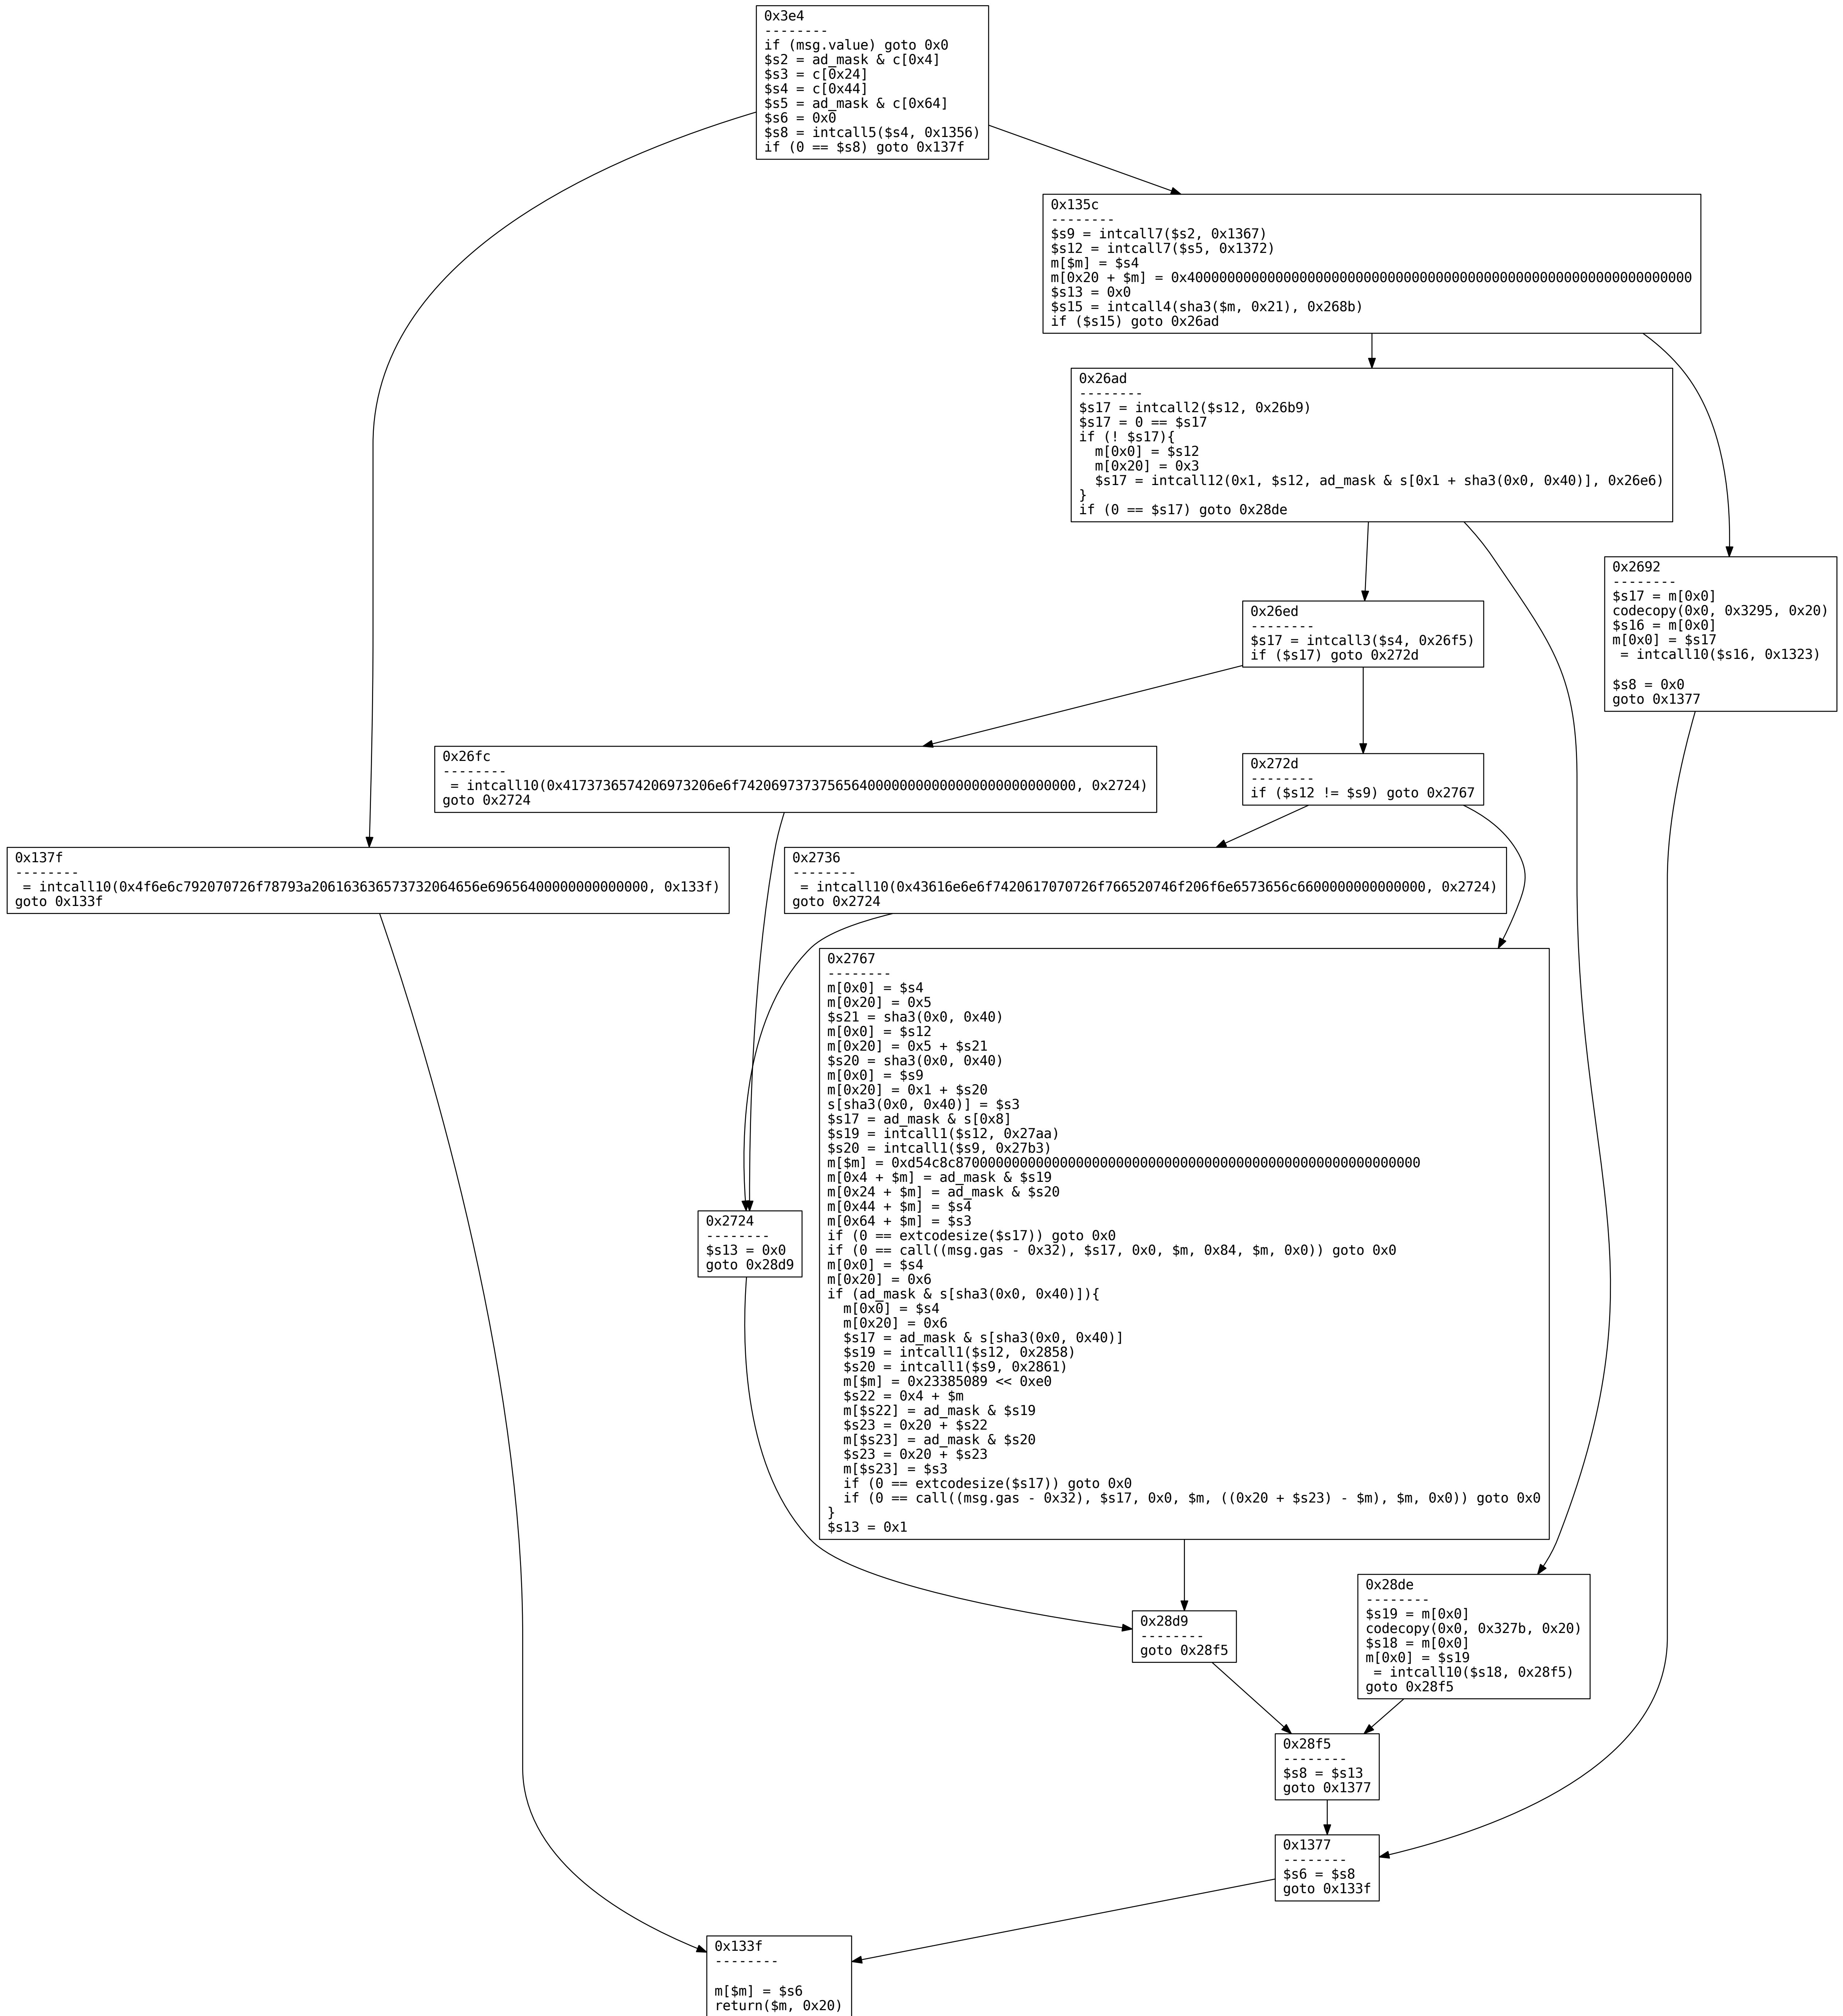 0x3e4
--------
if (msg.value) goto 0x0
$s2 = ad_mask & c[0x4]
$s3 = c[0x24]
$s4 = c[0x44]
$s5 = ad_mask & c[0x64]
$s6 = 0x0
$s8 = intcall5($s4, 0x1356)
if (0 == $s8) goto 0x137f
0x135c
--------
$s9 = intcall7($s2, 0x1367)
$s12 = intcall7($s5, 0x1372)
m[$m] = $s4
m[0x20 + $m] = 0x400000000000000000000000000000000000000000000000000000000000000
$s13 = 0x0
$s15 = intcall4(sha3($m, 0x21), 0x268b)
if ($s15) goto 0x26ad
0x26ad
--------
$s17 = intcall2($s12, 0x26b9)
$s17 = 0 == $s17
if (! $s17){
  m[0x0] = $s12
  m[0x20] = 0x3
  $s17 = intcall12(0x1, $s12, ad_mask & s[0x1 + sha3(0x0, 0x40)], 0x26e6)
}
if (0 == $s17) goto 0x28de
0x2692
--------
$s17 = m[0x0]
codecopy(0x0, 0x3295, 0x20)
$s16 = m[0x0]
m[0x0] = $s17
 = intcall10($s16, 0x1323)
$s8 = 0x0
goto 0x1377
0x26ed
--------
$s17 = intcall3($s4, 0x26f5)
if ($s17) goto 0x272d
0x26fc
--------
 = intcall10(0x4173736574206973206e6f742069737375656400000000000000000000000000, 0x2724)
goto 0x2724
0x272d
--------
if ($s12 != $s9) goto 0x2767
0x137f
--------
 = intcall10(0x4f6e6c792070726f78793a206163636573732064656e69656400000000000000, 0x133f)
goto 0x133f
0x2736
--------
 = intcall10(0x43616e6e6f7420617070726f766520746f206f6e6573656c6600000000000000, 0x2724)
goto 0x2724
0x2767
--------
m[0x0] = $s4
m[0x20] = 0x5
$s21 = sha3(0x0, 0x40)
m[0x0] = $s12
m[0x20] = 0x5 + $s21
$s20 = sha3(0x0, 0x40)
m[0x0] = $s9
m[0x20] = 0x1 + $s20
s[sha3(0x0, 0x40)] = $s3
$s17 = ad_mask & s[0x8]
$s19 = intcall1($s12, 0x27aa)
$s20 = intcall1($s9, 0x27b3)
m[$m] = 0xd54c8c8700000000000000000000000000000000000000000000000000000000
m[0x4 + $m] = ad_mask & $s19
m[0x24 + $m] = ad_mask & $s20
m[0x44 + $m] = $s4
m[0x64 + $m] = $s3
if (0 == extcodesize($s17)) goto 0x0
if (0 == call((msg.gas - 0x32), $s17, 0x0, $m, 0x84, $m, 0x0)) goto 0x0
m[0x0] = $s4
m[0x20] = 0x6
if (ad_mask & s[sha3(0x0, 0x40)]){
  m[0x0] = $s4
  m[0x20] = 0x6
  $s17 = ad_mask & s[sha3(0x0, 0x40)]
  $s19 = intcall1($s12, 0x2858)
  $s20 = intcall1($s9, 0x2861)
  m[$m] = 0x23385089 << 0xe0
  $s22 = 0x4 + $m
  m[$s22] = ad_mask & $s19
  $s23 = 0x20 + $s22
  m[$s23] = ad_mask & $s20
  $s23 = 0x20 + $s23
  m[$s23] = $s3
  if (0 == extcodesize($s17)) goto 0x0
  if (0 == call((msg.gas - 0x32), $s17, 0x0, $m, ((0x20 + $s23) - $m), $m, 0x0)) goto 0x0
}
$s13 = 0x1
0x2724
--------
$s13 = 0x0
goto 0x28d9
0x28de
--------
$s19 = m[0x0]
codecopy(0x0, 0x327b, 0x20)
$s18 = m[0x0]
m[0x0] = $s19
 = intcall10($s18, 0x28f5)
goto 0x28f5
0x28d9
--------
goto 0x28f5
0x28f5
--------
$s8 = $s13
goto 0x1377
0x1377
--------
$s6 = $s8
goto 0x133f
0x133f
--------
m[$m] = $s6
return($m, 0x20)